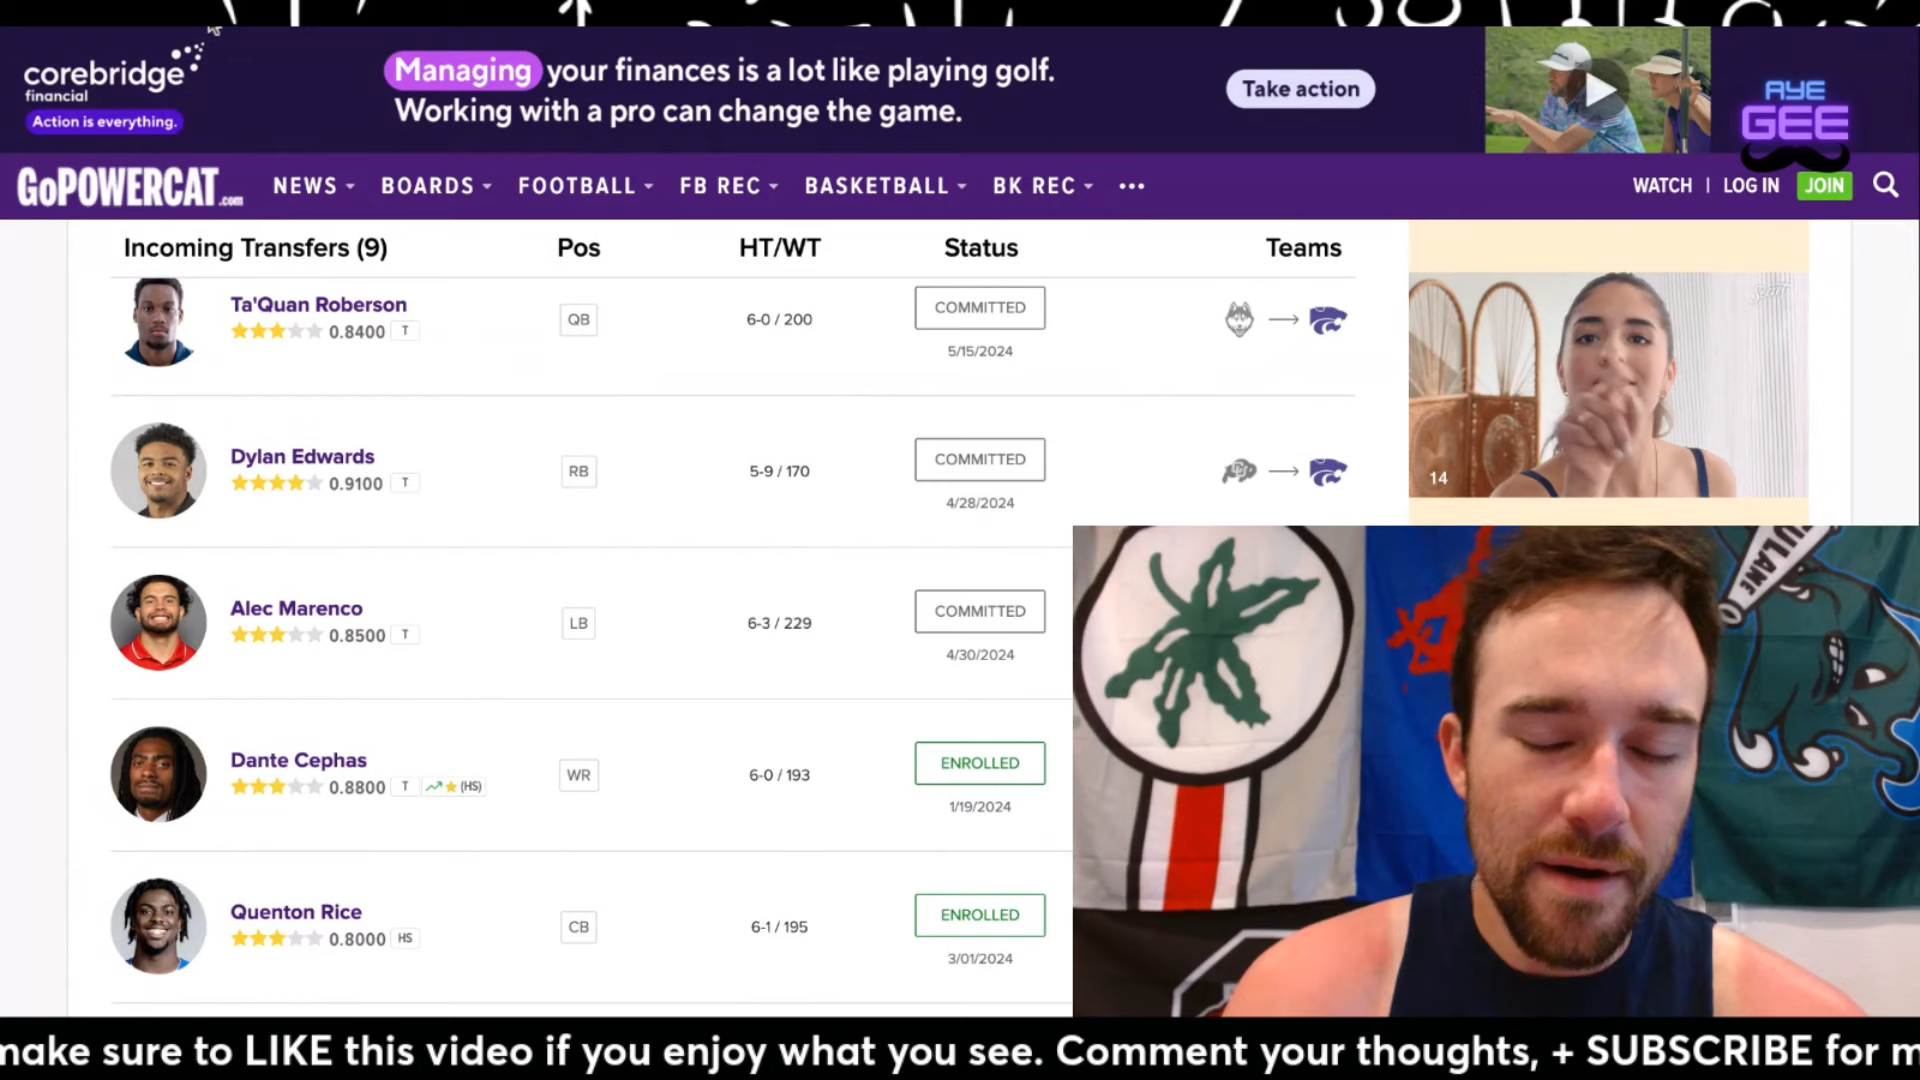 corebridge
financial
Action is everything.
Managing your finances is a lot like playing golf.
Working with a pro can change the game.
Take action
AYE
GEE
GoPOWERCAT.com
NEWS
BOARDS
FOOTBALL
FB REC
BASKETBALL
BK REC
•••
WATCH | LOG IN
JOIN
Incoming Transfers (9)
Pos
HT/WT
Status
Teams
Ta'Quan Roberson
0.8400 T
QB
6-0 / 200
COMMITTED
5/15/2024
Dylan Edwards
0.9100 T
RB
5-9 / 170
COMMITTED
4/28/2024
14
Alec Marenco
0.8500 T
LB
6-3 / 229
COMMITTED
4/30/2024
TULANE
Dante Cephas
0.8800 T (HS)
WR
6-0 / 193
ENROLLED
1/19/2024
Quenton Rice
0.8000 HS
CB
6-1 / 195
ENROLLED
3/01/2024
make sure to LIKE this video if you enjoy what you see. Comment your thoughts, + SUBSCRIBE for m